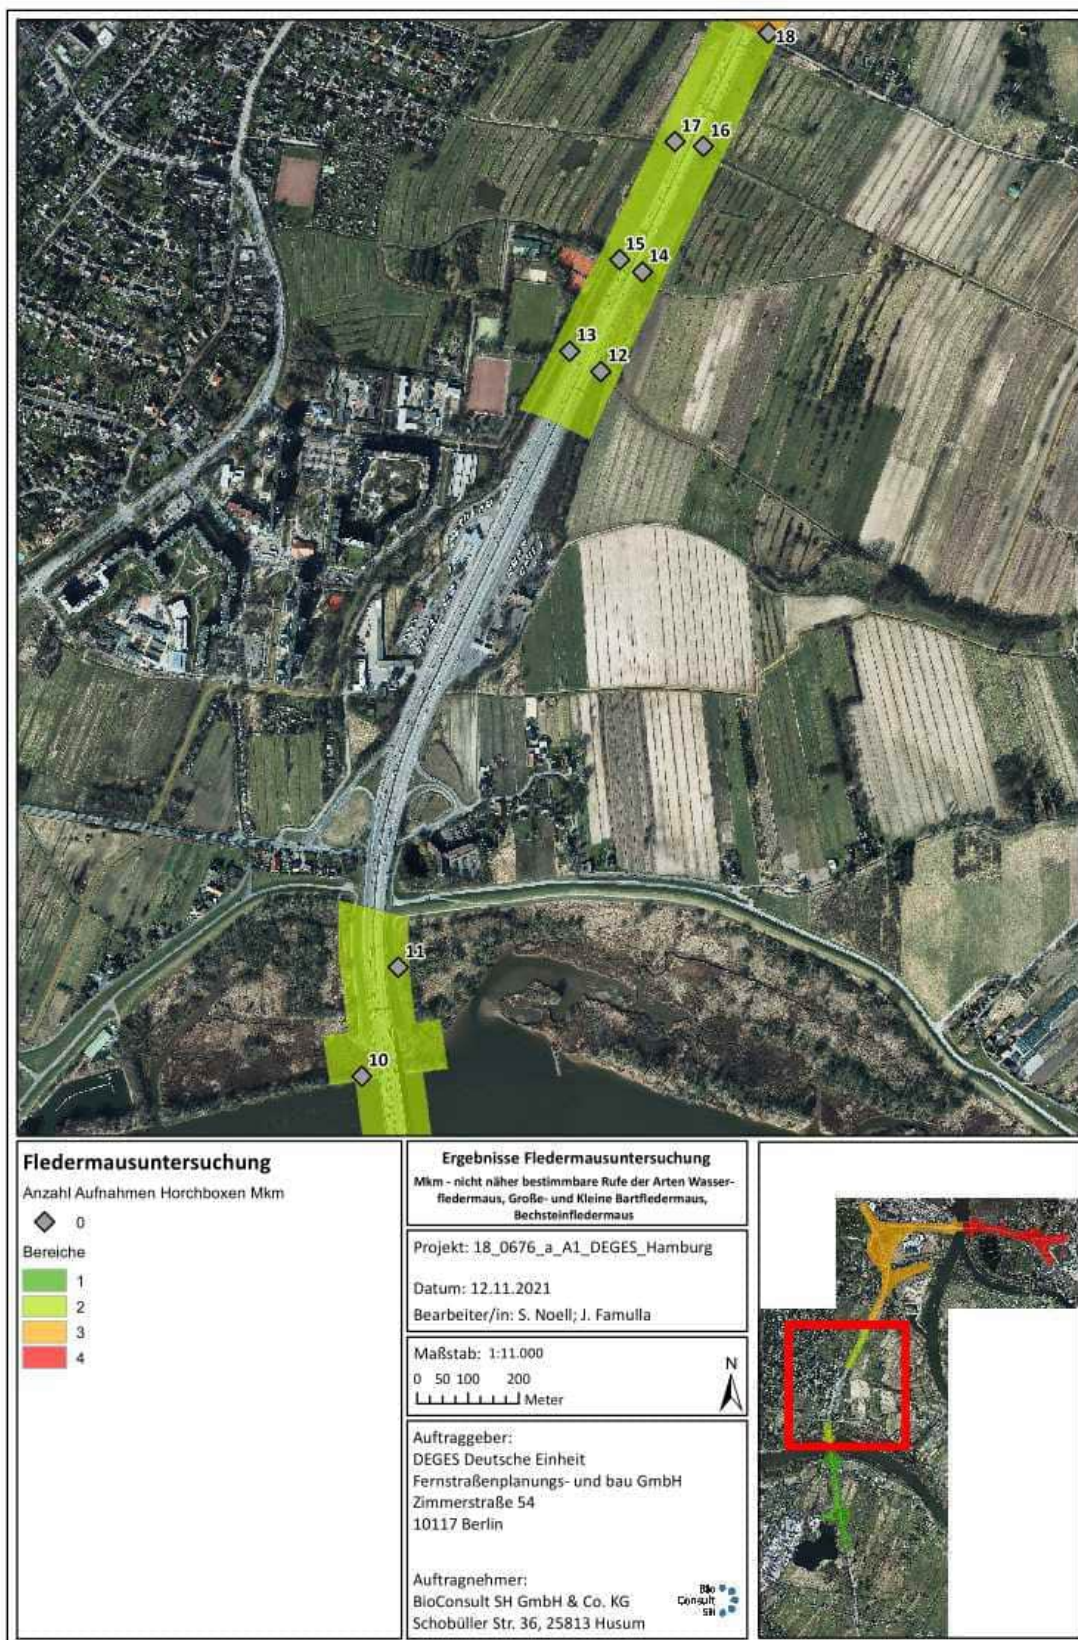 18
17
16
15
14
13
12
11
10
Fledermausuntersuchung
Anzahl Aufnahmen Horchboxen Mkm
0
Bereiche
1
2
3
4
Ergebnisse Fledermausuntersuchung
Mkm - nicht näher bestimmbare Rufe der Arten Wasser-
fledermaus, Große- und Kleine Bartfledermaus,
Bechsteinfledermaus
Projekt: 18_0676_a_A1_DEGES_Hamburg
Datum: 12.11.2021
Bearbeiter/in: S. Noell; J. Famulla
Maßstab: 1:11.000
0 50 100 200
Meter
N
Auftraggeber:
DEGES Deutsche Einheit
Fernstraßenplanungs- und bau GmbH
Zimmerstraße 54
10117 Berlin
Auftragnehmer:
BioConsult SH GmbH & Co. KG
Schobüller Str. 36, 25813 Husum
Bio
Consult
SH